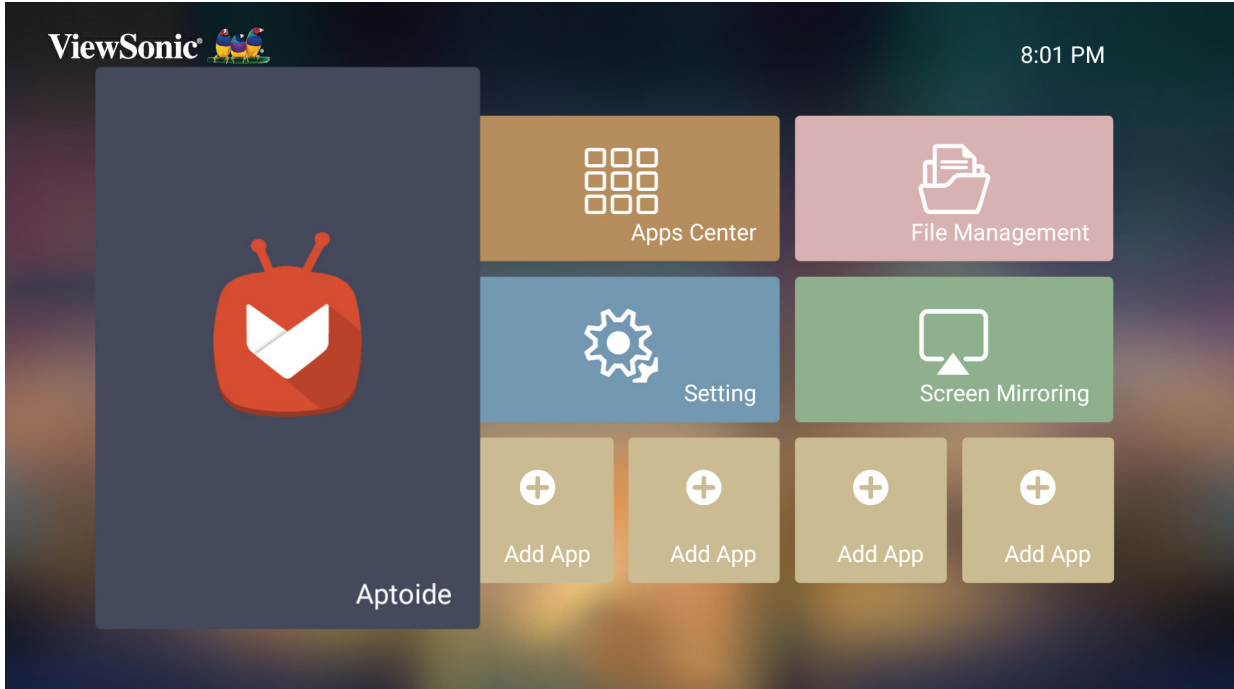 ViewSonic®
8:01 PM
Apps Center
File Management
Setting
Screen Mirroring
Add App
Add App
Add App
Add App
Aptoide